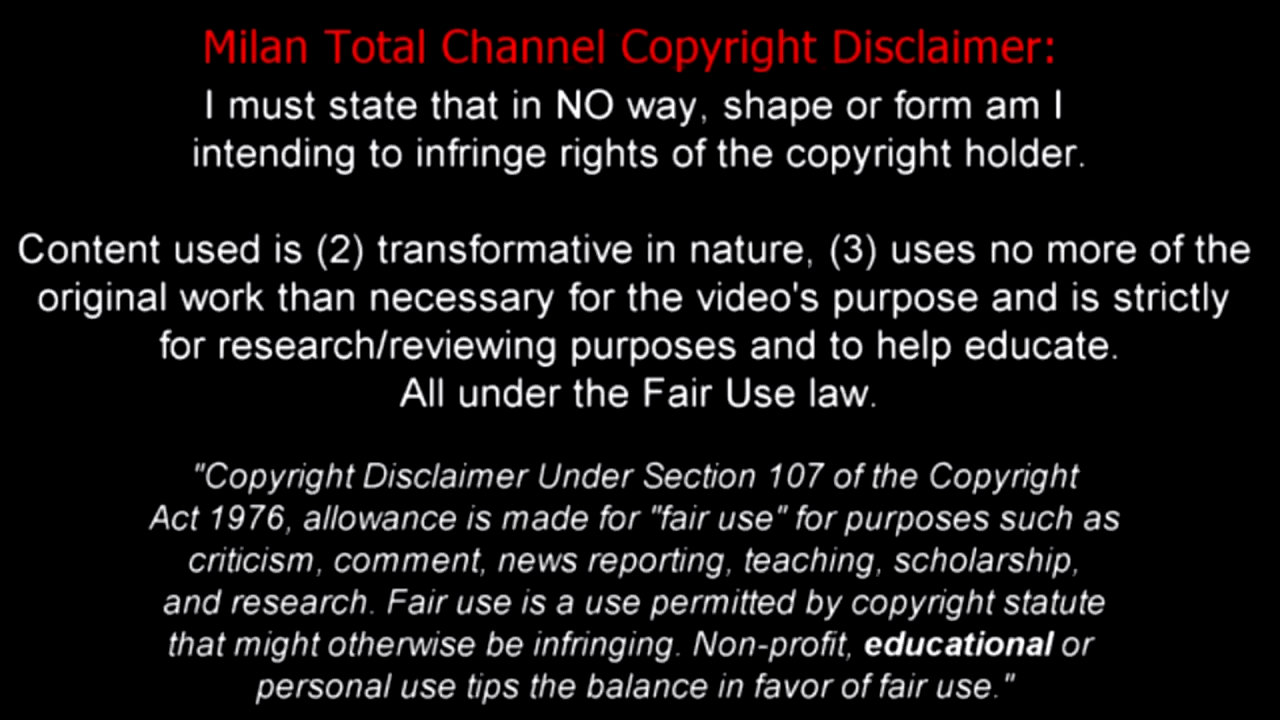 Milan Total Channel Copyright Disclaimer:
I must state that in NO way, shape or form am I
intending to infringe rights of the copyright holder.
Content used is (2) transformative in nature, (3) uses no more of the
original work than necessary for the video's purpose and is strictly
for research/reviewing purposes and to help educate.
All under the Fair Use law.
"Copyright Disclaimer Under Section 107 of the Copyright
Act 1976, allowance is made for "fair use" for purposes such as
criticism, comment, news reporting, teaching, scholarship,
and research. Fair use is a use permitted by copyright statute
that might otherwise be infringing. Non-profit, educational or
personal use tips the balance in favor of fair use."